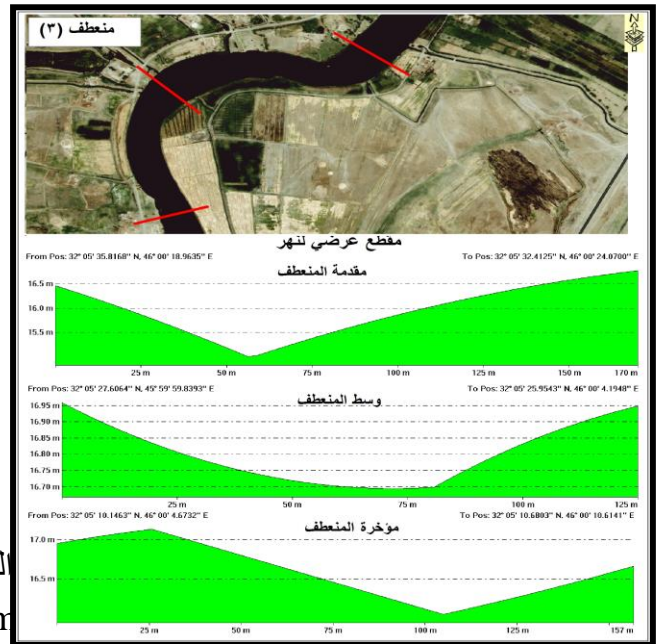 منعطف (٣)
N
مقطع عرضي لنهر
From Pos: 32° 05' 35.8168" N, 46° 00' 18.9635" E To Pos: 32° 05' 32.4125" N, 46° 00' 24.0700" E
مقدمة المنعطف
16.5 m
16.0 m
15.5 m
25 m 50 m 75 m 100 m 125 m 150 m 170 m
From Pos: 32° 05' 27.6064" N, 45° 59' 59.8393" E To Pos: 32° 05' 25.9543" N, 46° 00' 4.1948" E
وسط المنعطف
16.95 m
16.90 m
16.85 m
16.80 m
16.75 m
16.70 m
25 m 50 m 75 m 100 m 125 m
From Pos: 32° 05' 10.1463" N, 46° 00' 4.6732" E To Pos: 32° 05' 10.6803" N, 46° 00' 10.6141" E
مؤخرة المنعطف
17.0 m
16.5 m
25 m 50 m 75 m 100 m 125 m 157 m